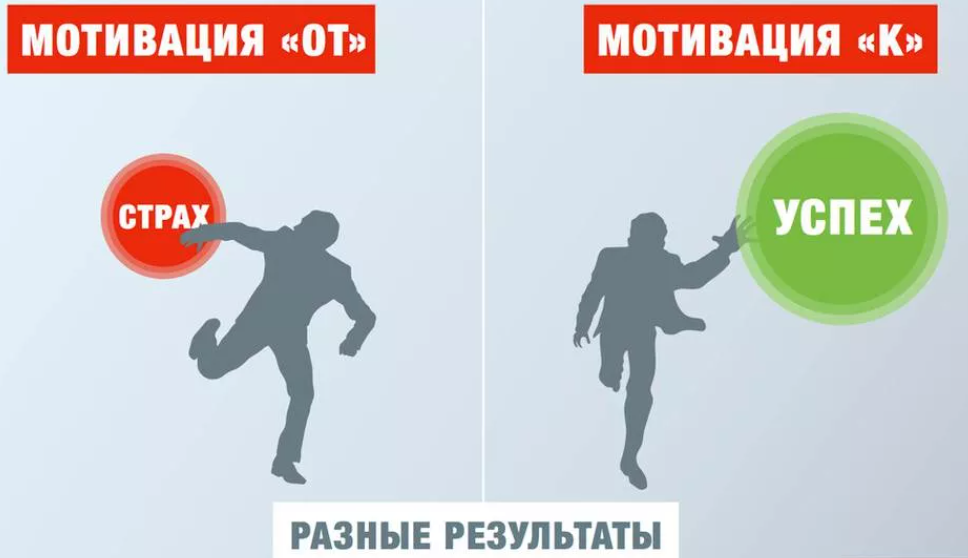 МОТИВАЦИЯ «ОТ»
МОТИВАЦИЯ «К»
СТРАХ
УСПЕХ
РАЗНЫЕ РЕЗУЛЬТАТЫ